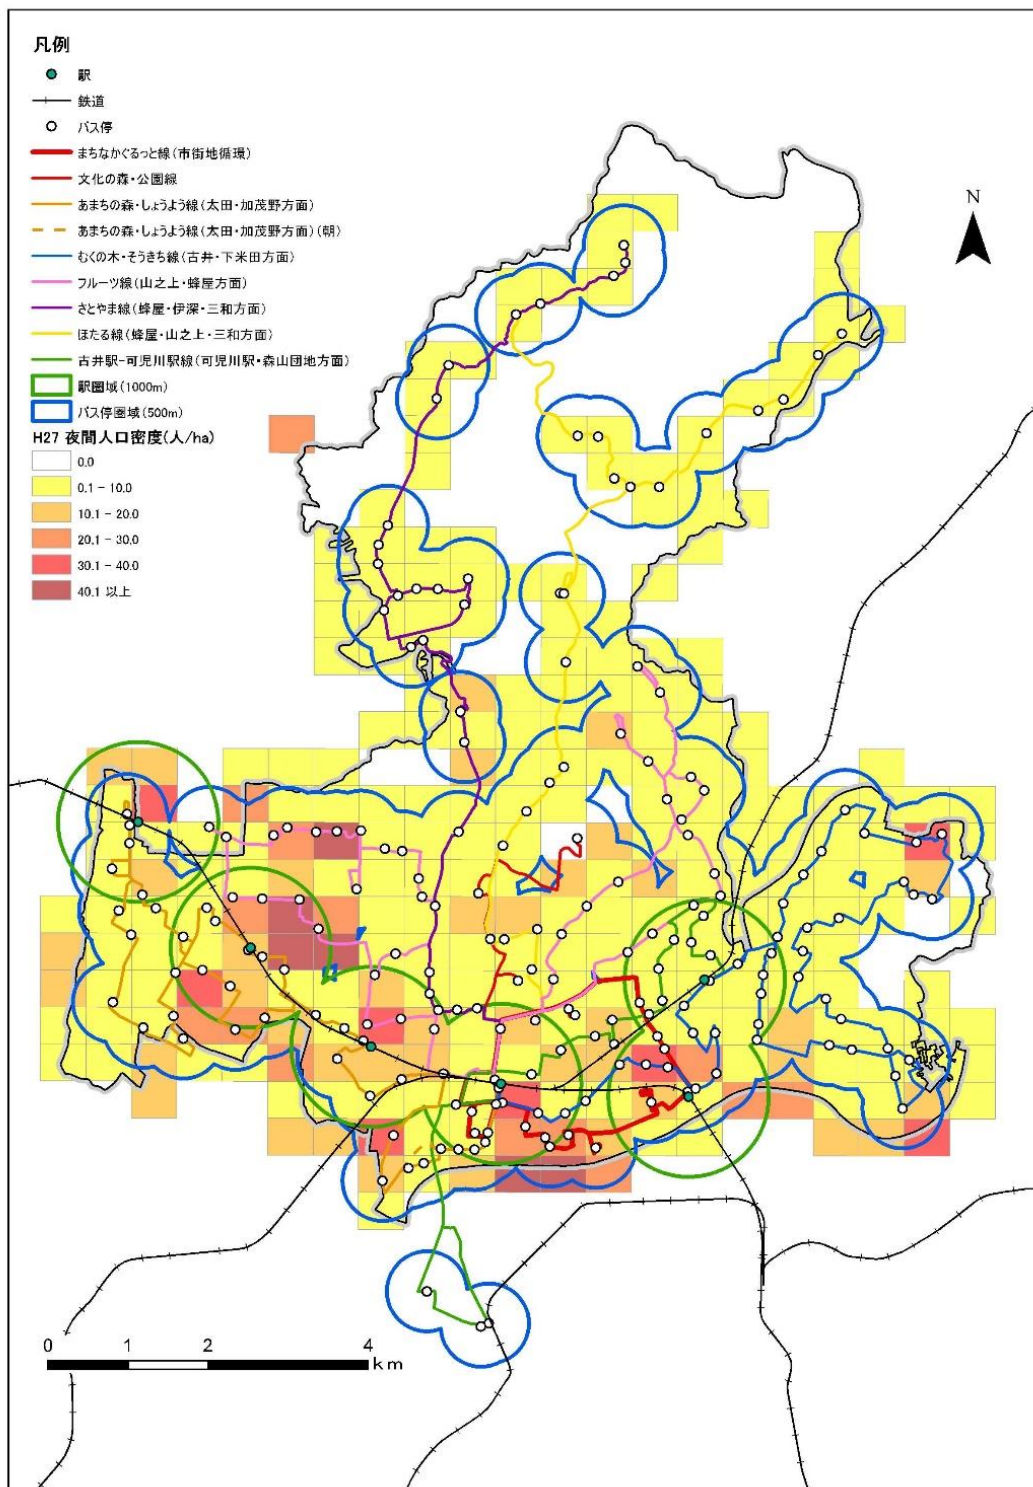 凡例
駅
鉄道
バス停
まちなかぐるっと線(市街地循環)
文化の森・公園線
あまちの森・しょうよう線(太田・加茂野方面)
あまちの森・しょうよう線(太田・加茂野方面)(朝)
むくの木・そうきち線(古井・下米田方面)
フルーツ線(山之上・蜂屋方面)
さとやま線(蜂屋・伊深・三和方面)
ほたる線(蜂屋・山之上・三和方面)
古井駅-可児川駅線(可児川駅・森山団地方面)
駅圏域(1000m)
バス停圏域(500m)
H27 夜間人口密度(人/ha)
0.0
0.1 - 10.0
10.1 - 20.0
20.1 - 30.0
30.1 - 40.0
40.1 以上
N
0 1 2 4
km